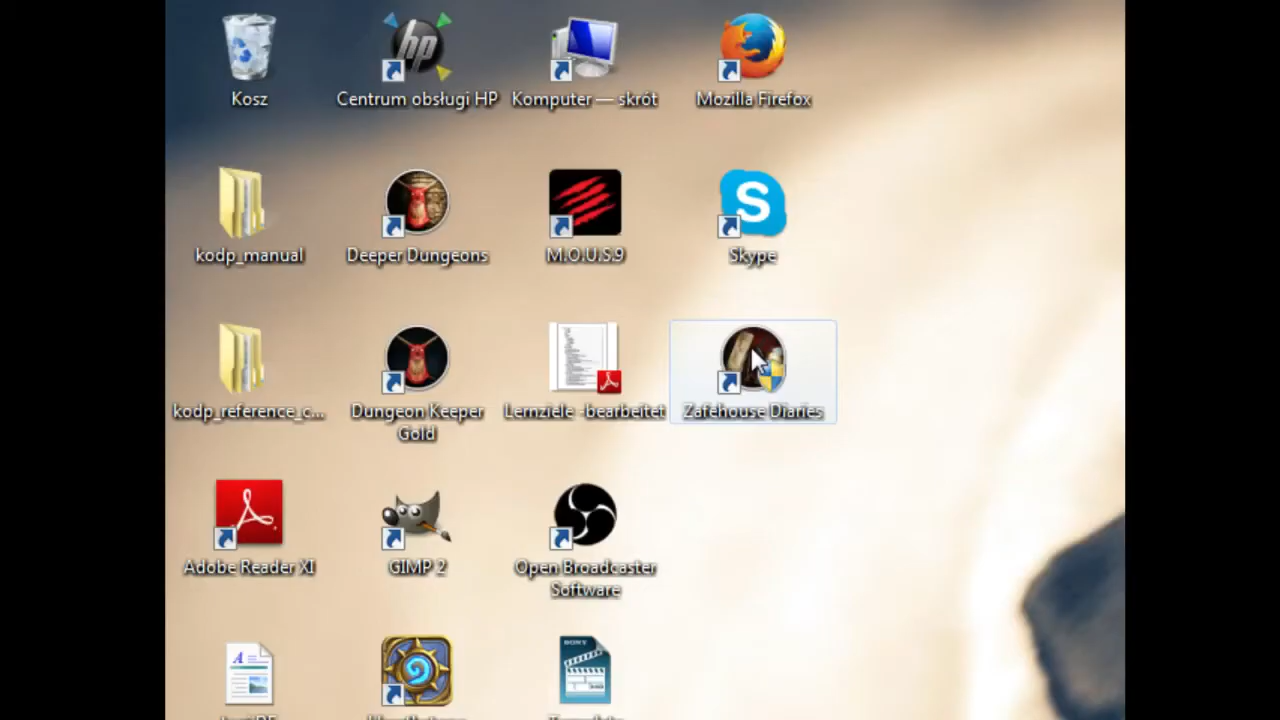 Kosz
Centrum obsługi HP
Komputer — skrót
Mozilla Firefox
kodp_manual
Deeper Dungeons
M.O.U.S.9
Skype
kodp_reference_c...
Dungeon Keeper
Gold
Lernziele -bearbeitet
Zafehouse Diaries
Adobe Reader XI
GIMP 2
Open Broadcaster
Software